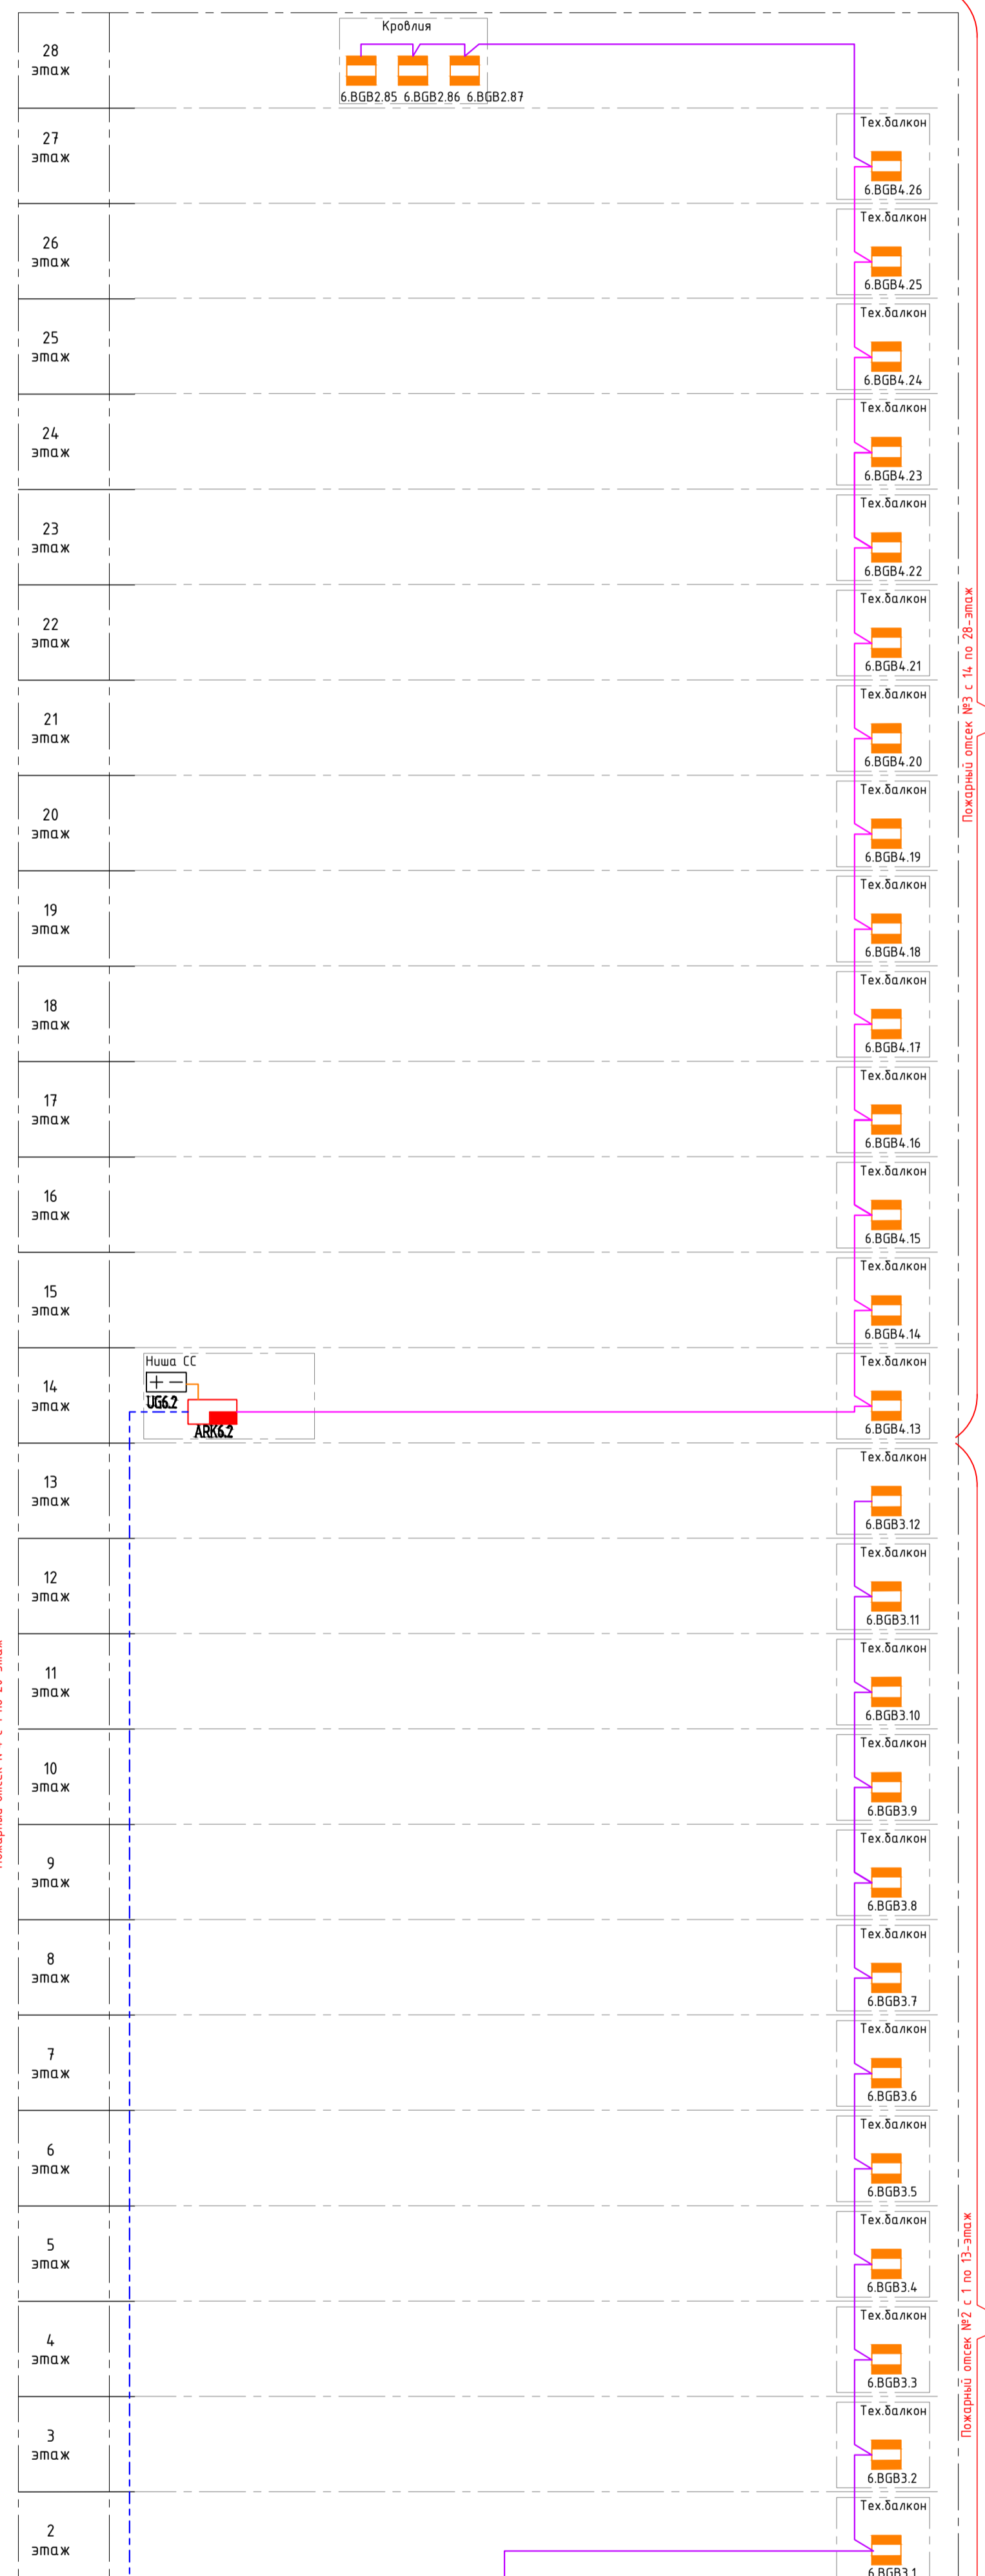 Кровлия
28
этаж
6.BGB2.85 6.BGB2.86 6.BGB2.87
Тех.балкон
27
этаж
6.BGB4.26
Тех.балкон
26
этаж
6.BGB4.25
Тех.балкон
25
этаж
6.BGB4.24
Тех.балкон
24
этаж
6.BGB4.23
Тех.балкон
23
этаж
6.BGB4.22
Тех.балкон
22
этаж
6.BGB4.21
Пожарный отсек №3 с 14 по 28-этаж
Тех.балкон
21
этаж
6.BGB4.20
Тех.балкон
20
этаж
6.BGB4.19
Тех.балкон
19
этаж
6.BGB4.18
Тех.балкон
18
этаж
6.BGB4.17
Тех.балкон
17
этаж
6.BGB4.16
Тех.балкон
16
этаж
6.BGB4.15
Тех.балкон
15
этаж
6.BGB4.14
Ниша СС
Тех.балкон
14
этаж
UG6.2
ARK6.2
6.BGB4.13
Тех.балкон
13
этаж
6.BGB3.12
Тех.балкон
12
этаж
6.BGB3.11
Тех.балкон
11
этаж
6.BGB3.10
Тех.балкон
10
этаж
6.BGB3.9
Тех.балкон
9
этаж
6.BGB3.8
Тех.балкон
8
этаж
6.BGB3.7
Тех.балкон
7
этаж
6.BGB3.6
Тех.балкон
6
этаж
6.BGB3.5
Тех.балкон
5
этаж
6.BGB3.4
Пожарный отсек №2 с 1 по 13-этаж
Тех.балкон
4
этаж
6.BGB3.3
Тех.балкон
3
этаж
6.BGB3.2
Тех.балкон
2
этаж
6.BGB3.1